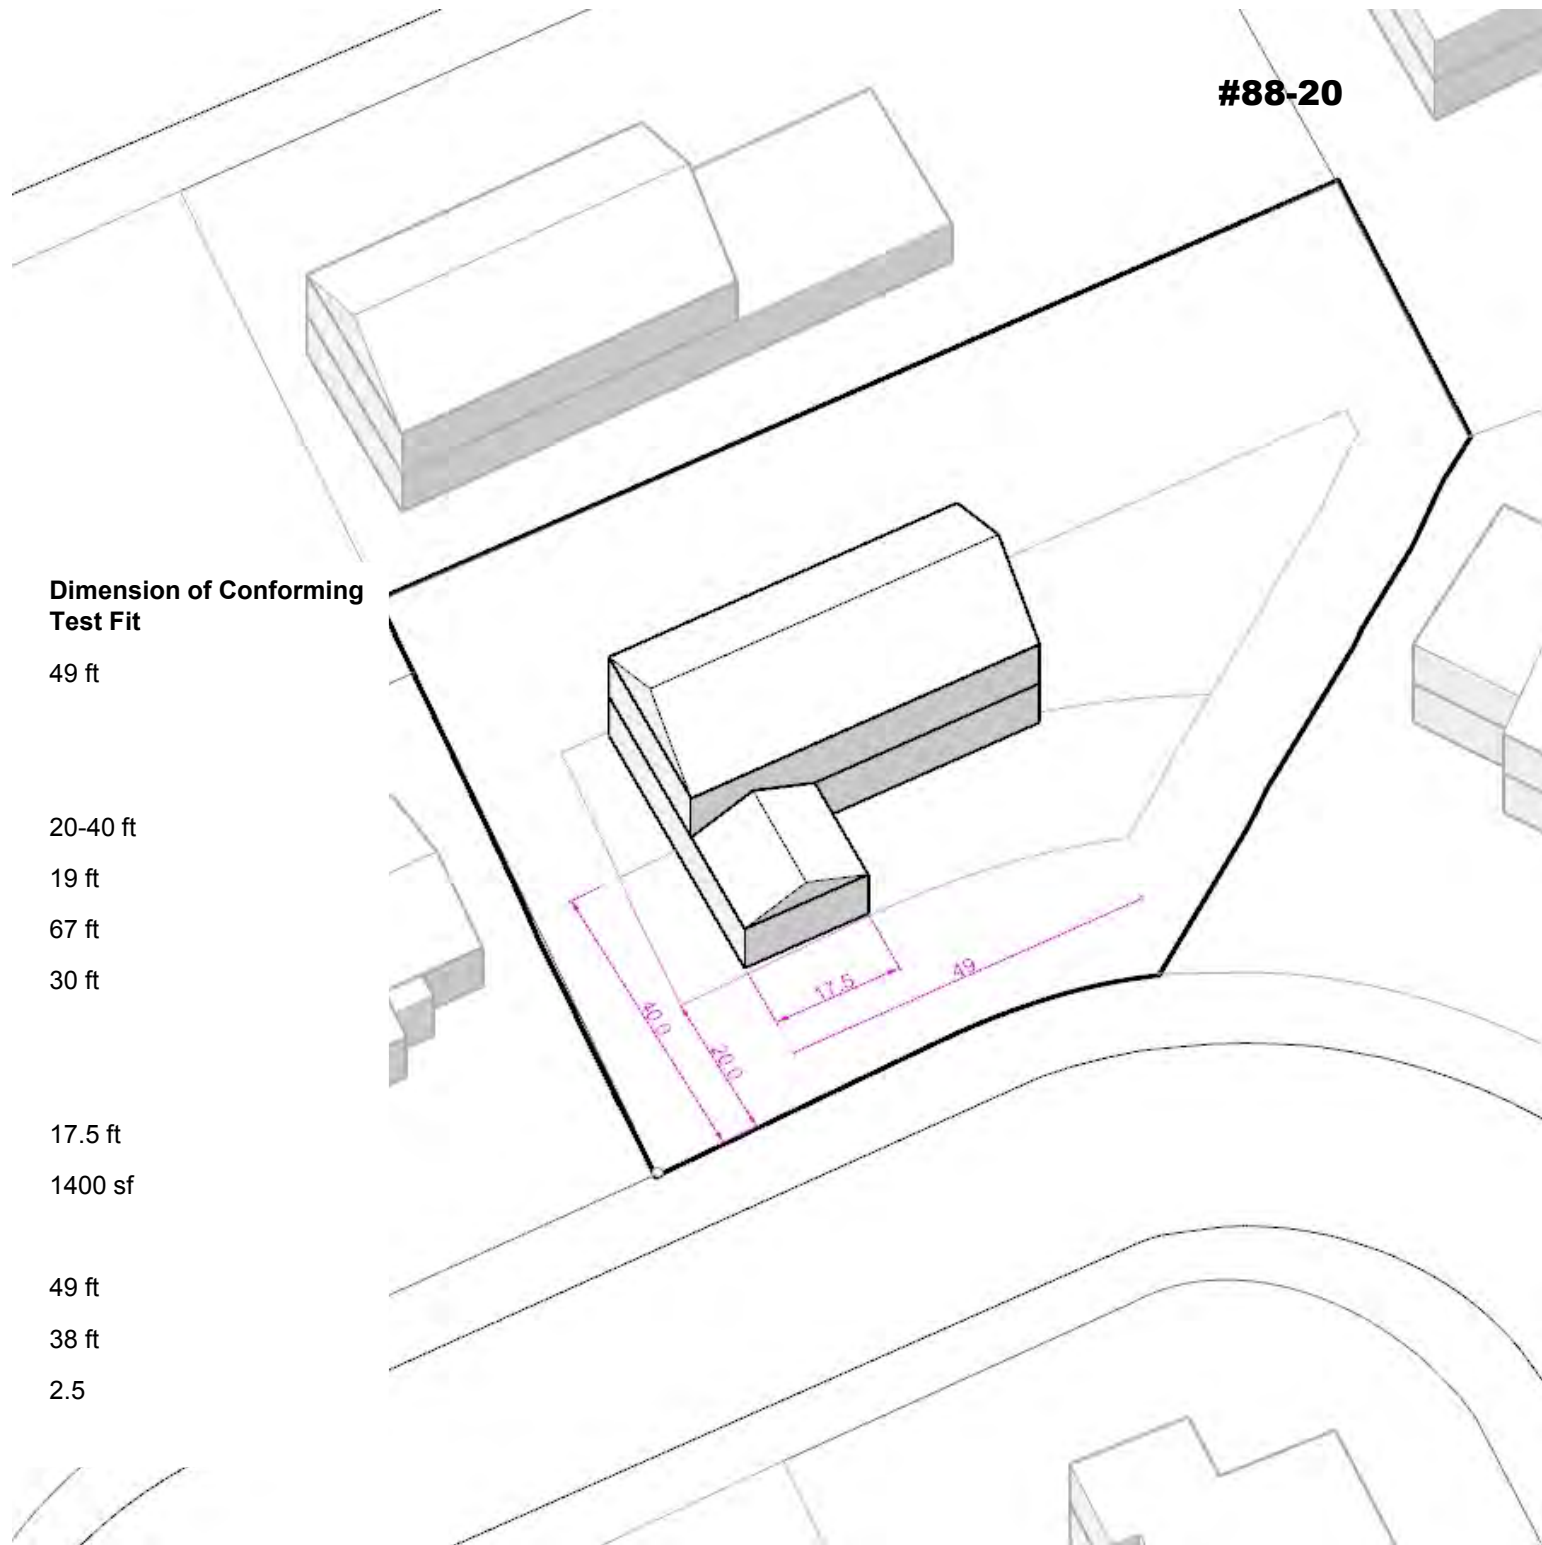 #88-20
Dimension of Conforming
Test Fit
49 ft
20-40 ft
19 ft
67 ft
30 ft
17.5 ft
1400 sf
49 ft
38 ft
2.5
40.0
20.0
17.5
49